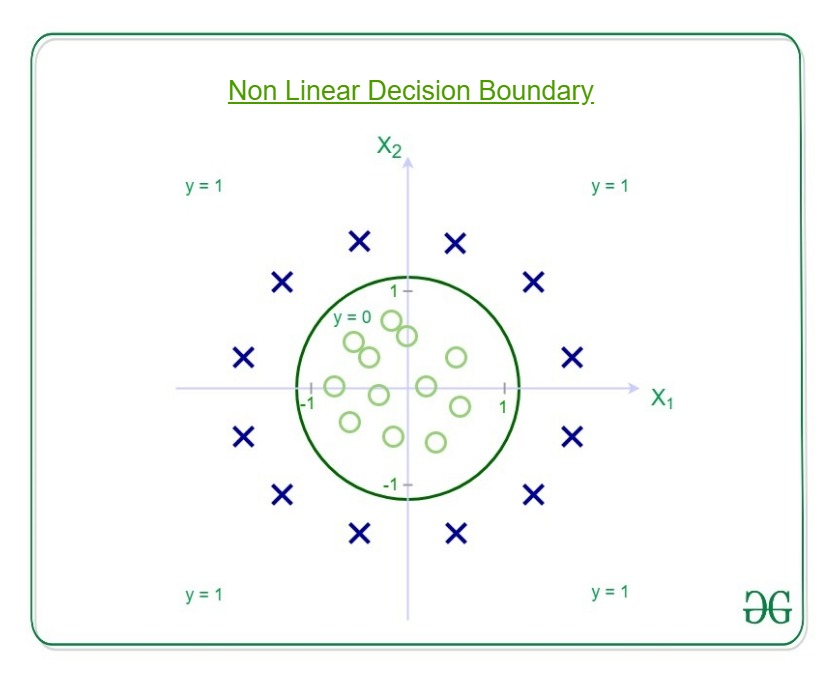 Non Linear Decision Boundary
X₂
y = 1
y = 1
1
y = 0
-1
1
X₁
-1
y = 1
y = 1